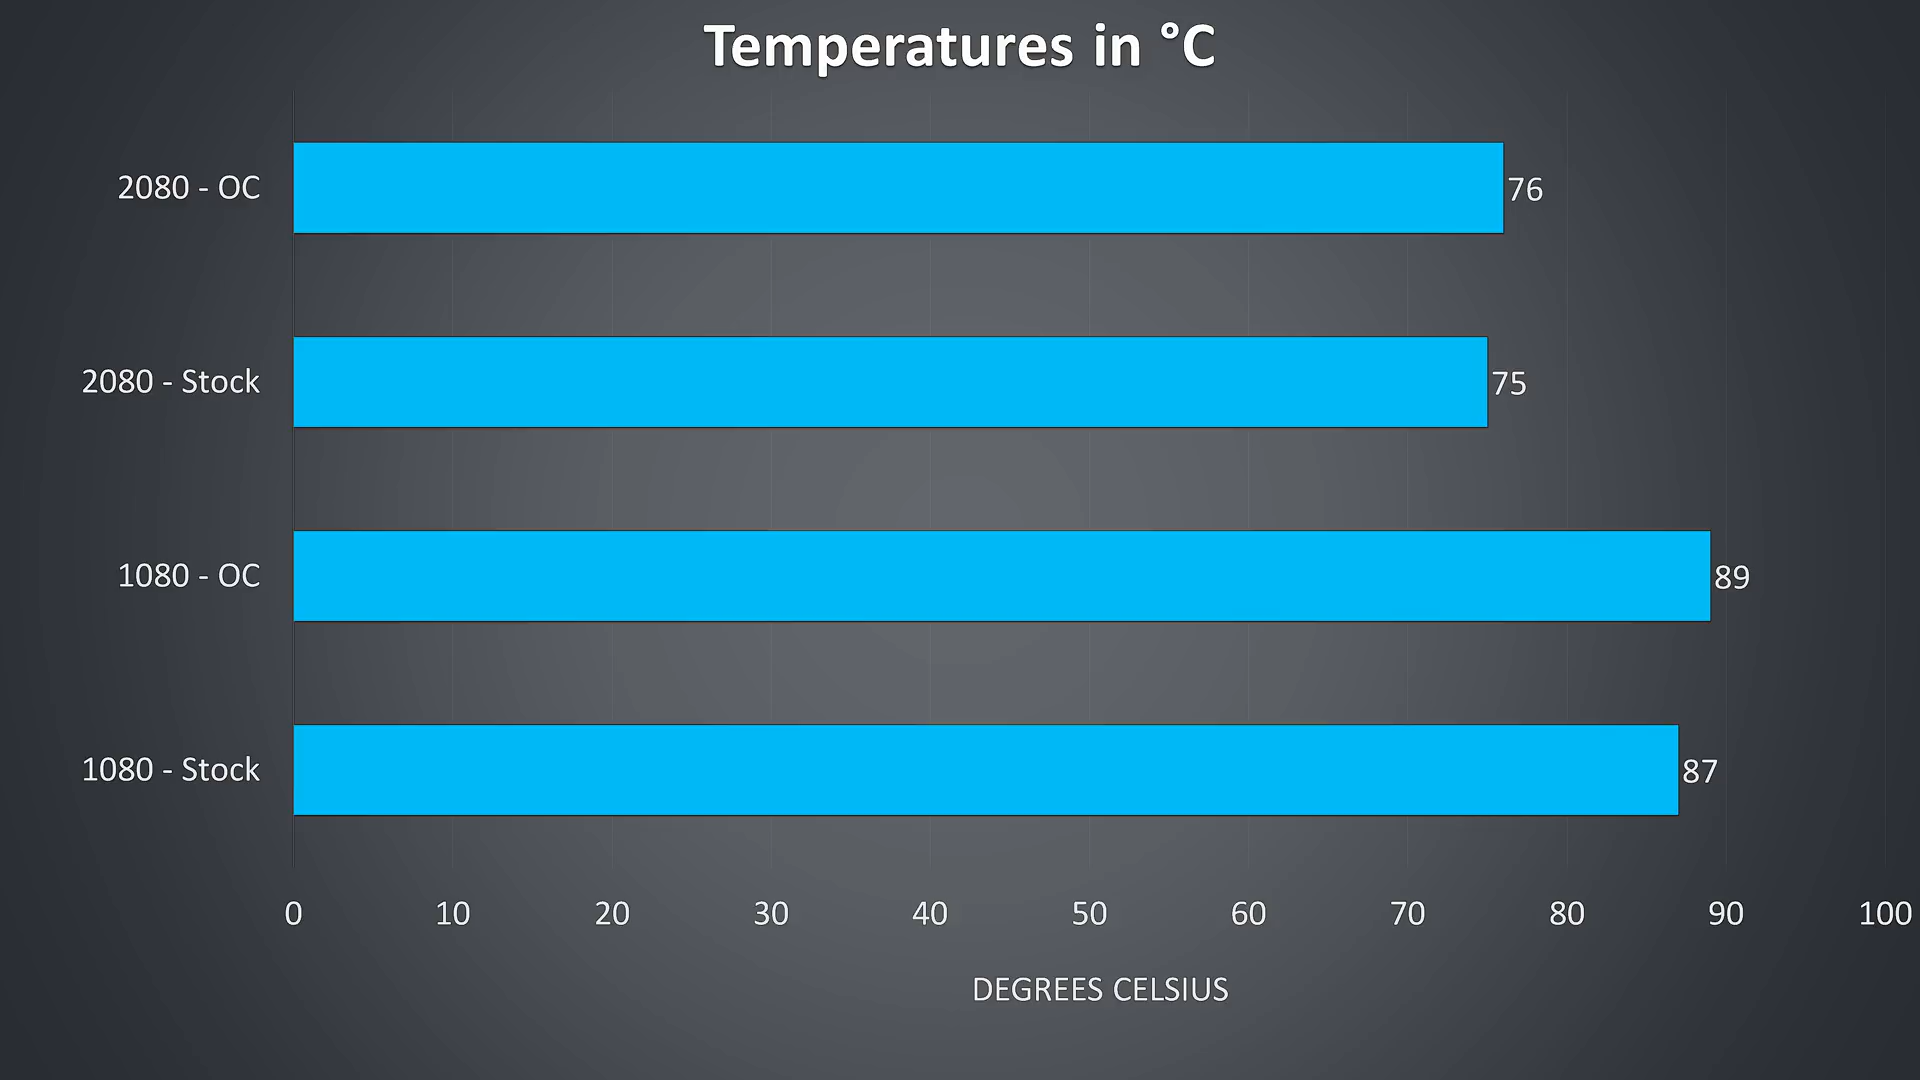 Temperatures in °C
2080 - OC
76
2080 - Stock
75
1080 - OC
89
1080 - Stock
87
0 10 20 30 40 50 60 70 80 90 100
DEGREES CELSIUS